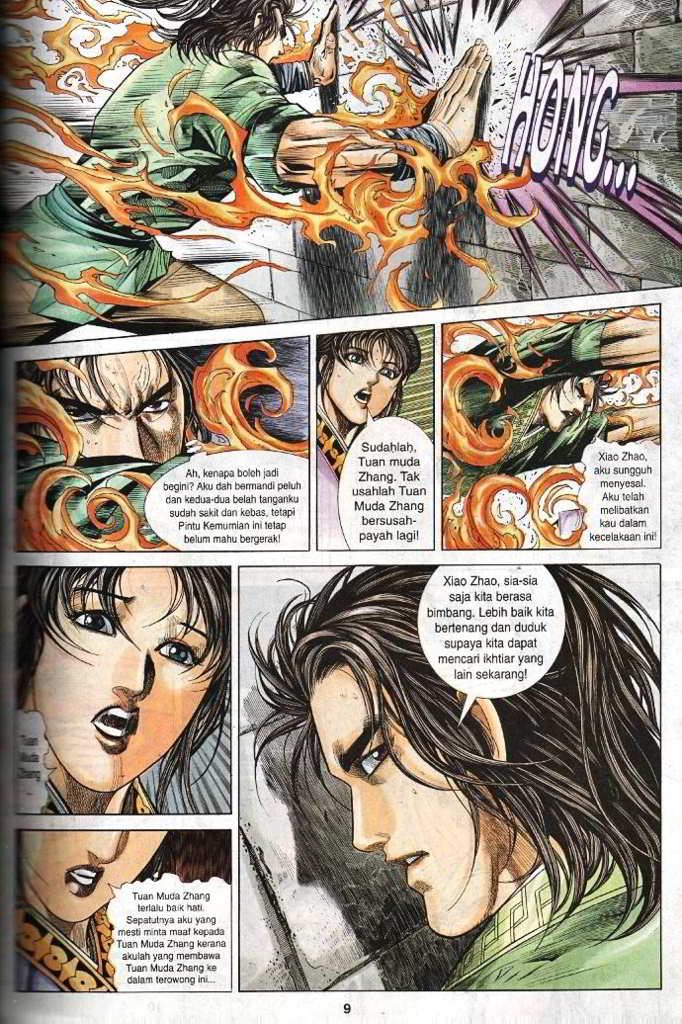 HONG...
Ah, kenapa boleh jadi
begini? Aku dah bermandi peluh
dan kedua-dua belah tanganku
sudah sakit dan kebas, tetapi
Pintu Kemurnian ini tetap
belum mahu bergerak!
Sudahlah,
Tuan muda
Zhang. Tak
usahlah Tuan
Muda Zhang
bersusah-
payah lagi!
Xiao Zhao,
aku sungguh
menyesal.
Aku telah
melibatkan
kau dalam
kecelakaan ini!
Tuan
Muda
Zhang
Xiao Zhao, sia-sia
saja kita berasa
bimbang. Lebih baik kita
bertenang dan duduk
supaya kita dapat
mencari ikhtiar yang
lain sekarang!
Tuan Muda Zhang
terlalu baik hati.
Sepatutnya aku yang
mesti minta maaf kepada
Tuan Muda Zhang kerana
akulah yang membawa
Tuan Muda Zhang ke
dalam terowong ini...
9